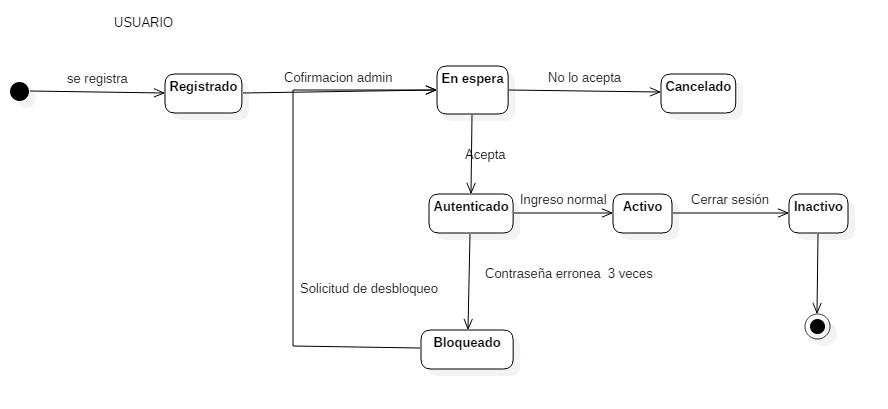 USUARIO
se registra
Registrado
Cofirmacion admin
En espera
No lo acepta
Cancelado
Acepta
Autenticado
Ingreso normal
Activo
Cerrar sesión
Inactivo
Contraseña erronea  3 veces
Solicitud de desbloqueo
Bloqueado